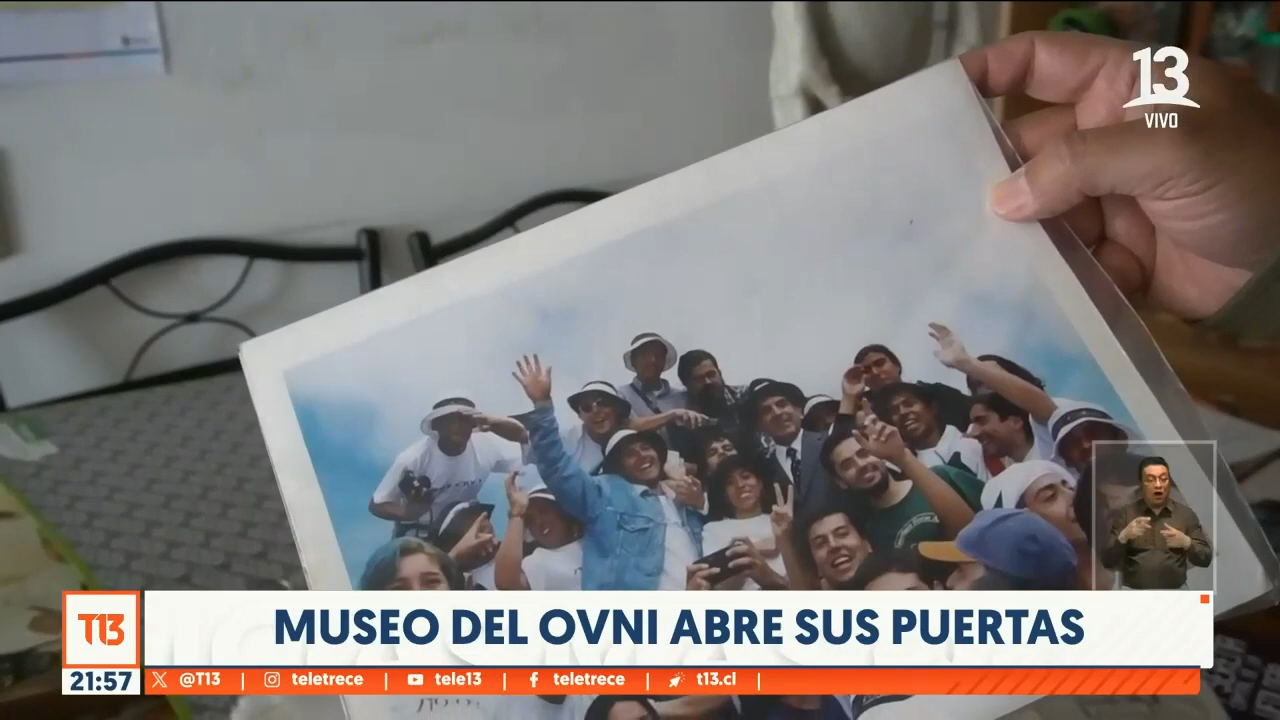 13
VIVO
T13
MUSEO DEL OVNI ABRE SUS PUERTAS
21:57
@T13 | teletrece | tele13 | teletrece | t13.cl |